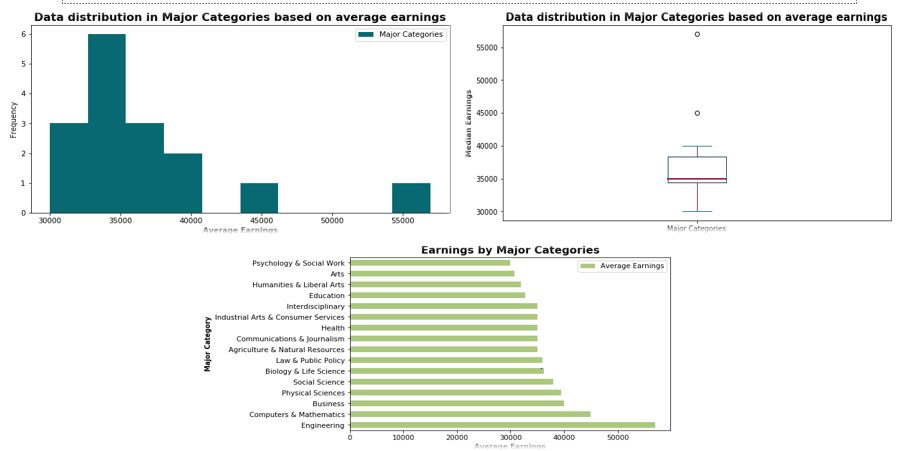 Data distribution in Major Categories based on average earnings
Major Categories
Frequency
6
5
4
3
2
1
0
30000 35000 40000 45000 50000 55000
Average Earnings
Data distribution in Major Categories based on average earnings
Median Earnings
55000
50000
45000
40000
35000
30000
Major Categories
Earnings by Major Categories
Average Earnings
Major Category
Psychology & Social Work
Arts
Humanities & Liberal Arts
Education
Interdisciplinary
Industrial Arts & Consumer Services
Health
Communications & Journalism
Agriculture & Natural Resources
Law & Public Policy
Biology & Life Science
Social Science
Physical Sciences
Business
Computers & Mathematics
Engineering
0 10000 20000 30000 40000 50000
Average Earnings